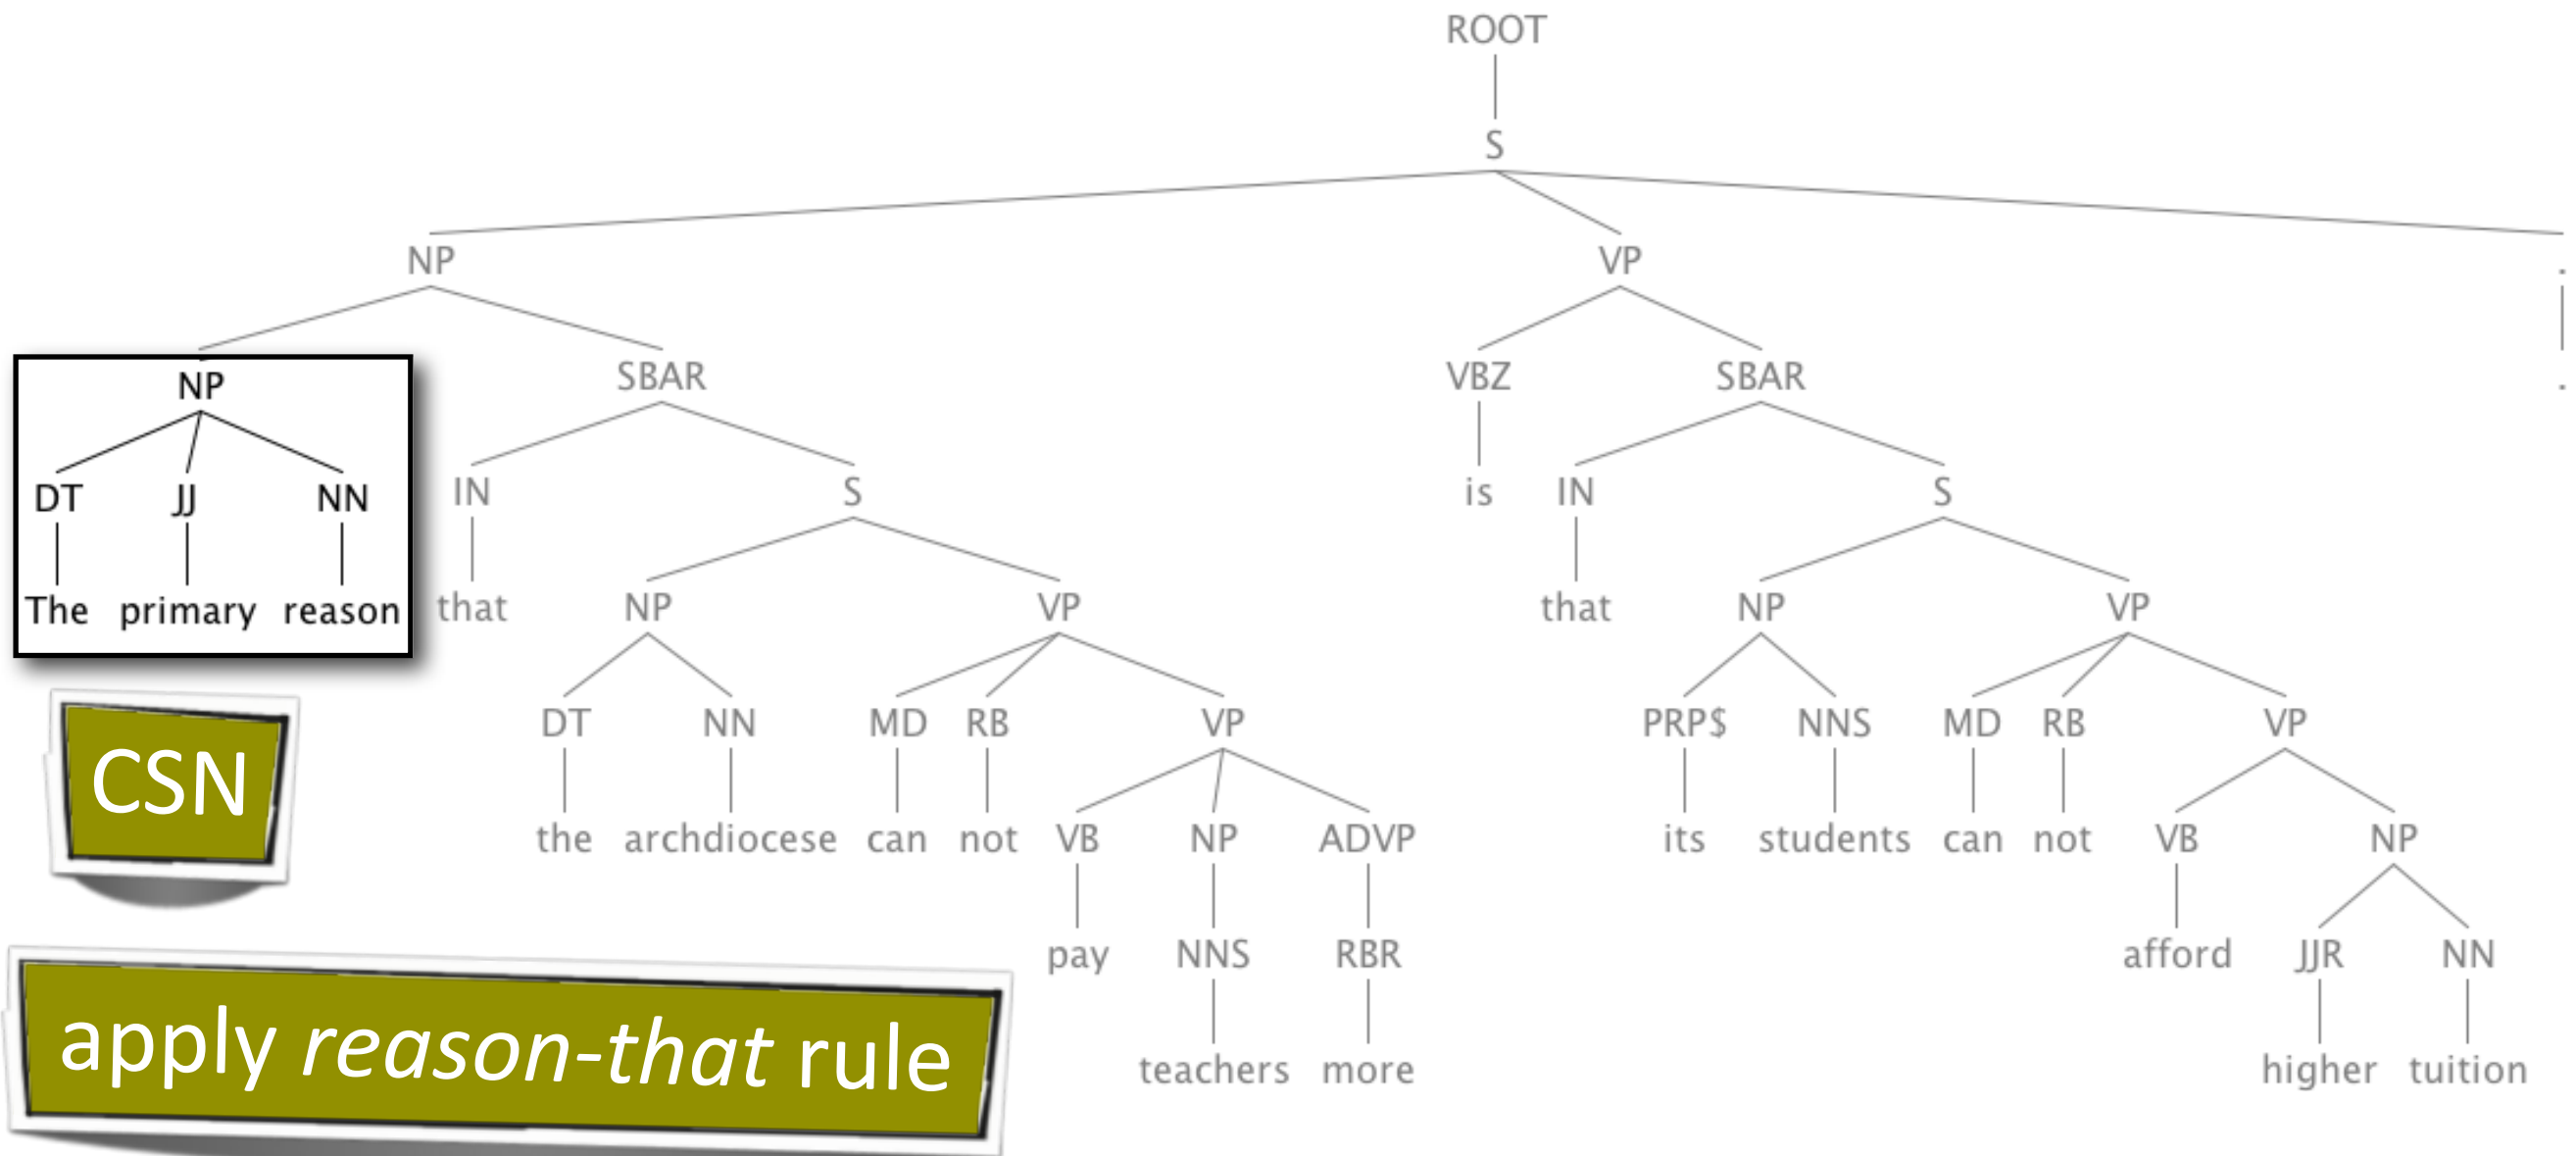 ROOT
S
NP VP .
NP SBAR VBZ SBAR .
DT JJ NN IN S is IN S
The primary reason that NP VP that NP VP
DT NN MD RB VP PRP$ NNS MD RB VP
CSN
the archdiocese can not VB NP ADVP its students can not VB NP
pay NNS RBR afford JJR NN
apply reason-that rule
teachers more higher tuition